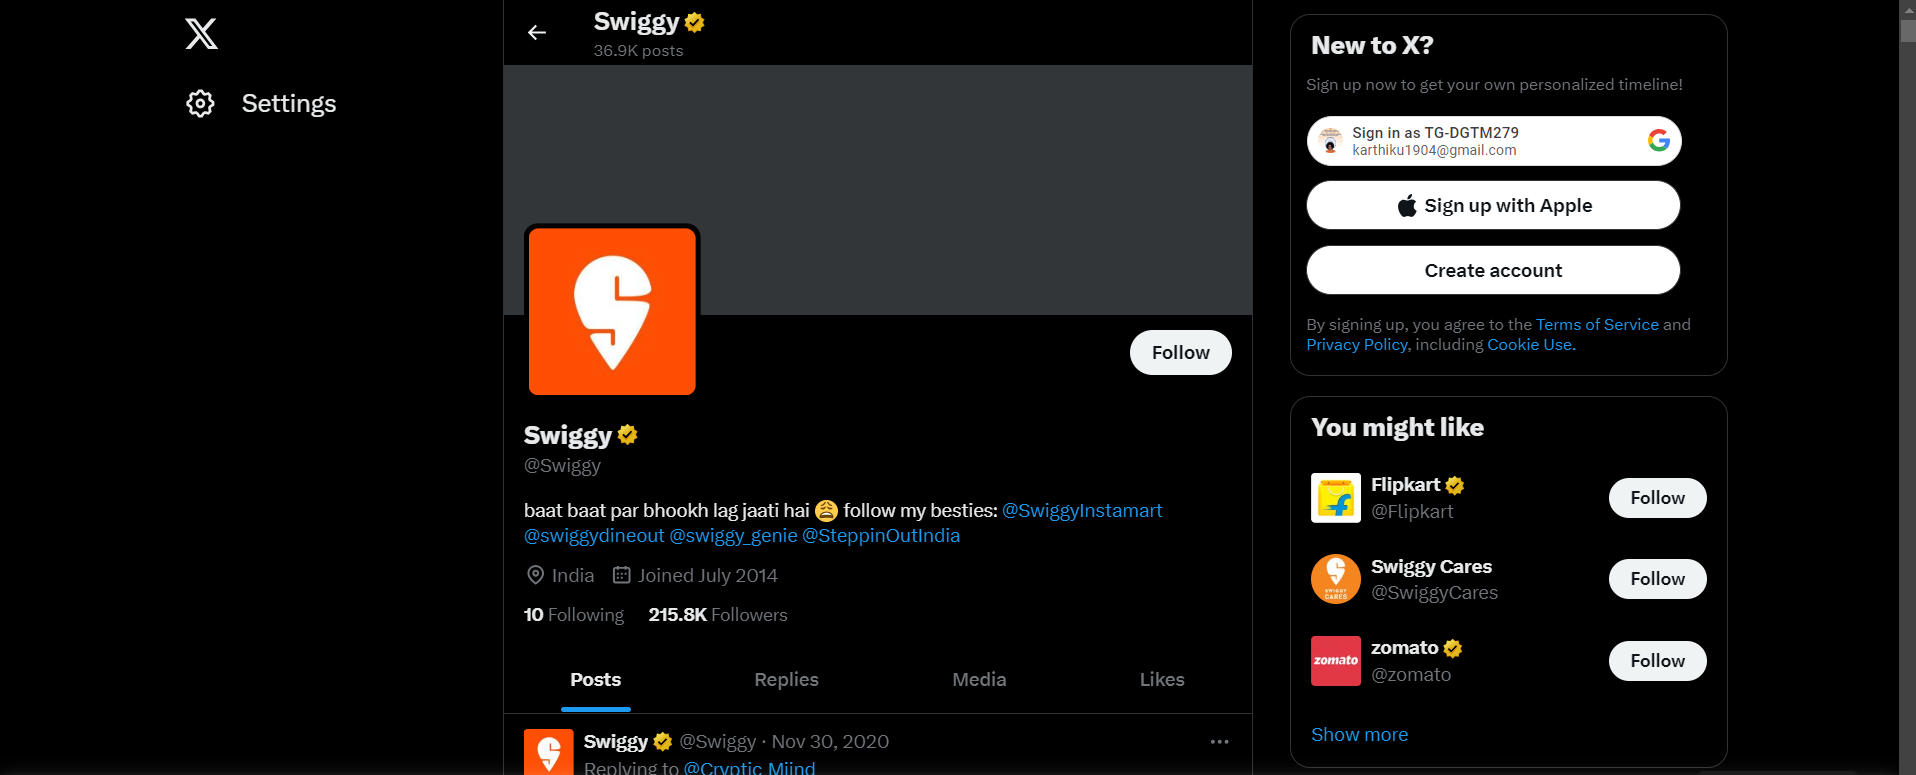 Settings
Swiggy
36.9K posts
Follow
Swiggy
@Swiggy
baat baat par bhookh lag jaati hai 😩 follow my besties: @SwiggyInstamart
@swiggydineout @swiggy_genie @SteppinOutIndia
India Joined July 2014
10 Following 215.8K Followers
Posts Replies Media Likes
Swiggy @Swiggy · Nov 30, 2020
Replying to @Cryptic_Miind
New to X?
Sign up now to get your own personalized timeline!
Sign in as TG-DGTM279
karthiku1904@gmail.com
Sign up with Apple
Create account
By signing up, you agree to the Terms of Service and
Privacy Policy, including Cookie Use.
You might like
Flipkart
@Flipkart
Follow
SWIGGY
CARES
Swiggy Cares
@SwiggyCares
Follow
zomato
zomato
@zomato
Follow
Show more